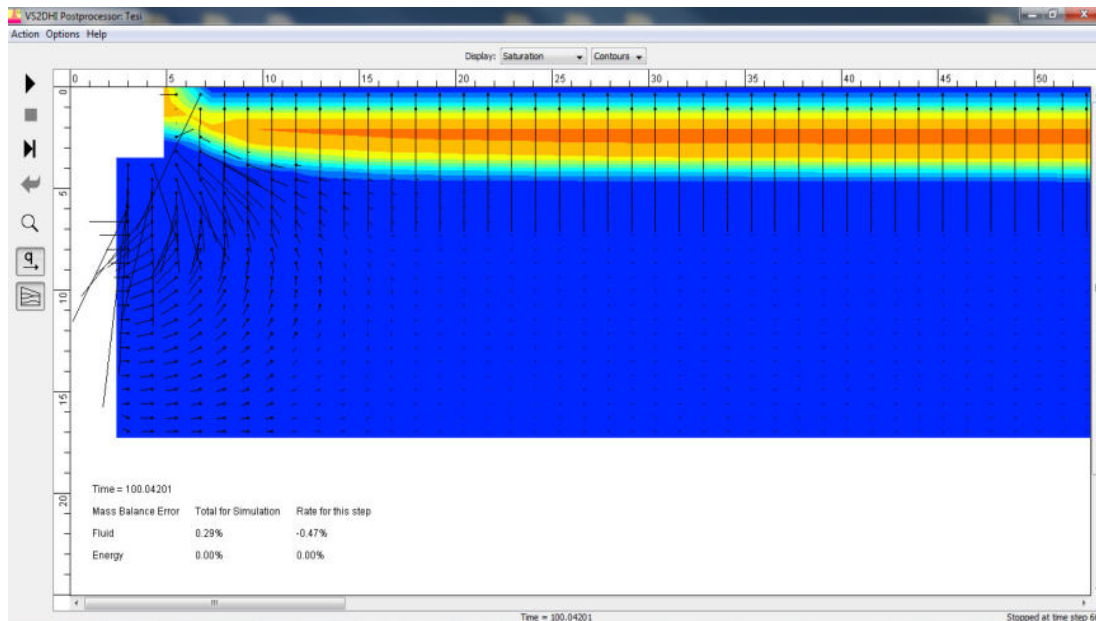 VS2DHI Postprocessor: Tesi
Action Options Help
Display: Saturation Contours
0 5 10 15 20 25 30 35 40 45 50
0
5
10
15
20
q
Time = 100.04201
Mass Balance Error Total for Simulation Rate for this step
Fluid 0.29% -0.47%
Energy 0.00% 0.00%
Time = 100.04201
Stopped at time step